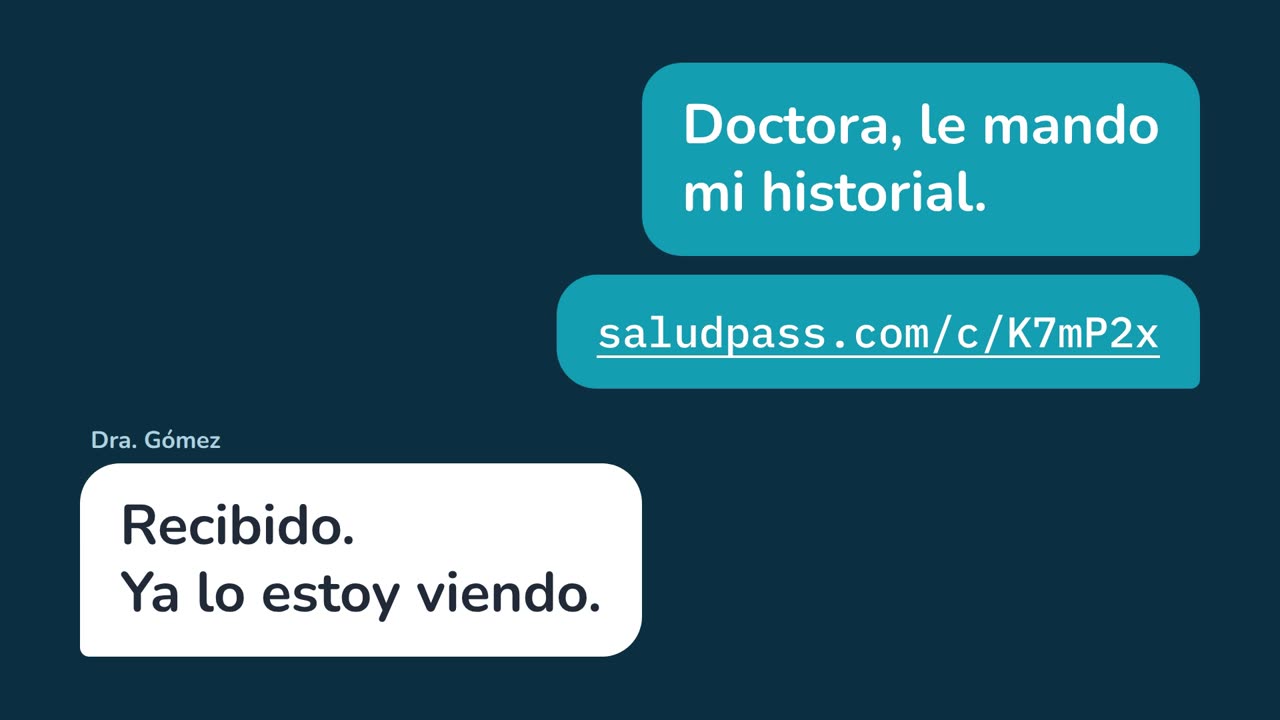 Doctora, le mando
mi historial.
saludpass.com/c/K7mP2x
Dra. Gómez
Recibido.
Ya lo estoy viendo.